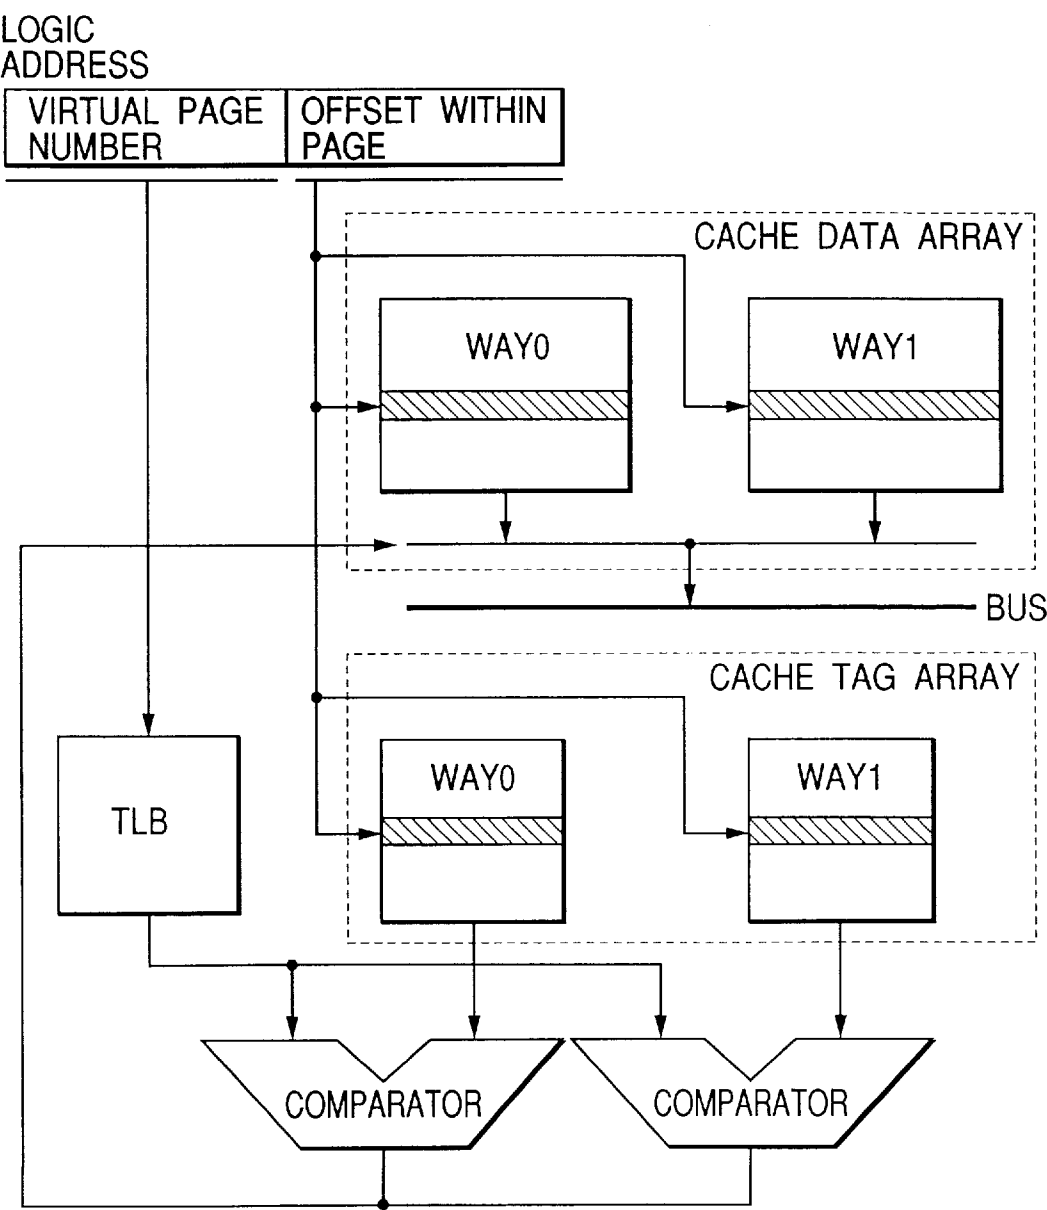 LOGIC
ADDRESS
VIRTUAL PAGE
NUMBER
OFFSET WITHIN
PAGE
CACHE DATA ARRAY
WAY0
WAY1
BUS
CACHE TAG ARRAY
WAY0
WAY1
TLB
COMPARATOR
COMPARATOR